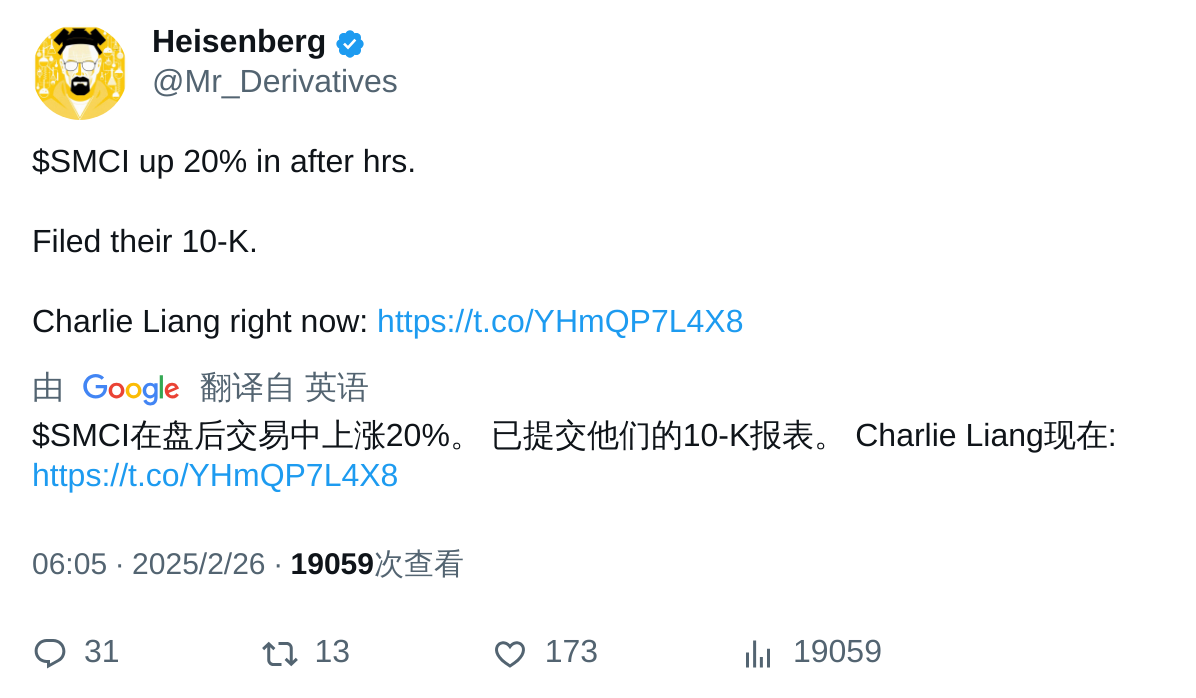 Heisenberg
@Mr_Derivatives
$SMCI up 20% in after hrs.
Filed their 10-K.
Charlie Liang right now: https://t.co/YHmQP7L4X8
由 Google 翻译自 英语
$SMCI在盘后交易中上涨20%。 已提交他们的10-K报表。 Charlie Liang现在:
https://t.co/YHmQP7L4X8
06:05 · 2025/2/26 · 19059次查看
31 13 173 19059